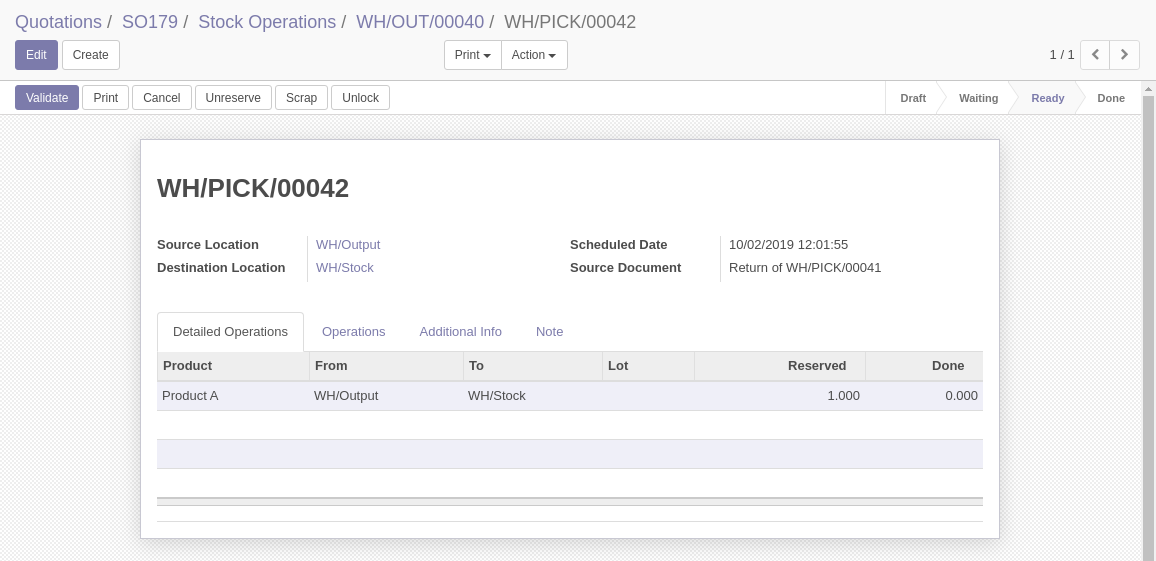 Quotations / SO179 / Stock Operations / WH/OUT/00040 / WH/PICK/00042
Edit Create Print Action 1 / 1
Validate Print Cancel Unreserve Scrap Unlock Draft Waiting Ready Done
WH/PICK/00042
Source Location WH/Output Scheduled Date 10/02/2019 12:01:55
Destination Location WH/Stock Source Document Return of WH/PICK/00041
Detailed Operations Operations Additional Info Note
Product From To Lot Reserved Done
Product A WH/Output WH/Stock 1.000 0.000